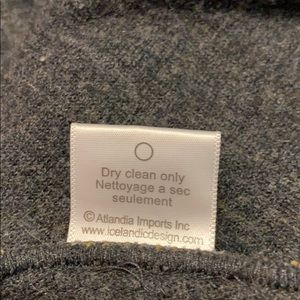 Dry clean only
Nettoyage a sec
seulement
© Atlandia Imports Inc
www.icelandicdesign.com